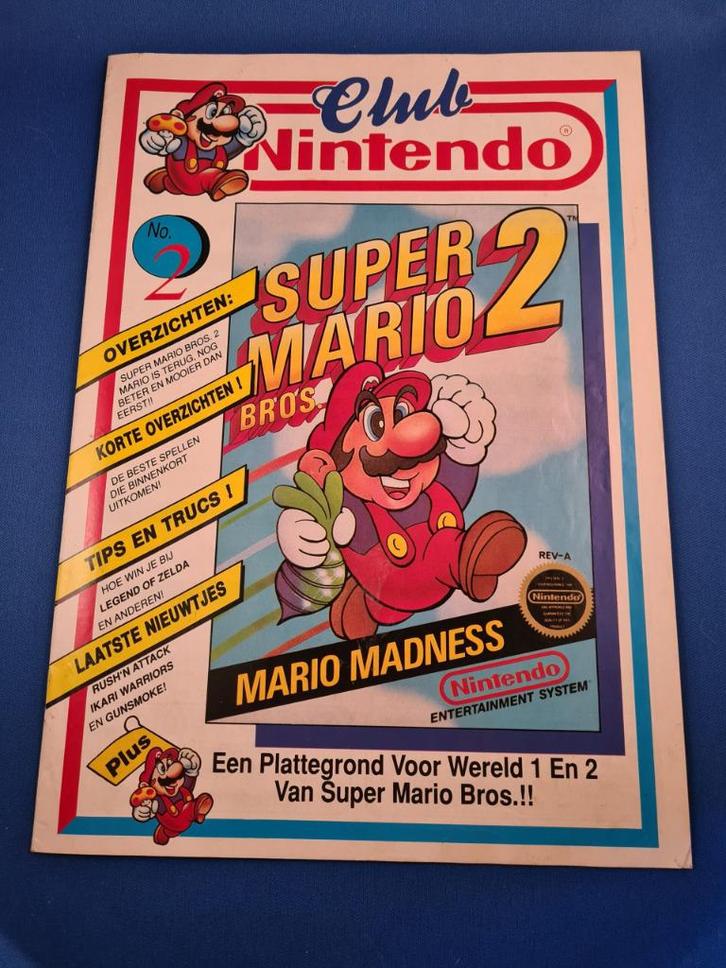 Club
Nintendo®
No.
2
OVERZICHTEN:
SUPER MARIO BROS. 2
MARIO IS TERUG, NOG
BETER EN MOOIER DAN
EERST!!
KORTE OVERZICHTEN!
DE BESTE SPELLEN
DIE BINNENKORT
UITKOMEN!
TIPS EN TRUCS!
HOE WIN JE BIJ
LEGEND OF ZELDA
EN ANDEREN!
LAATSTE NIEUWTJES
RUSH'N ATTACK
IKARI WARRIORS
EN GUNSMOKE!
SUPER
MARIO 2™
BROS.
REV-A
Nintendo
MARIO MADNESS
Nintendo
ENTERTAINMENT SYSTEM
Plus
Een Plattegrond Voor Wereld 1 En 2
Van Super Mario Bros.!!